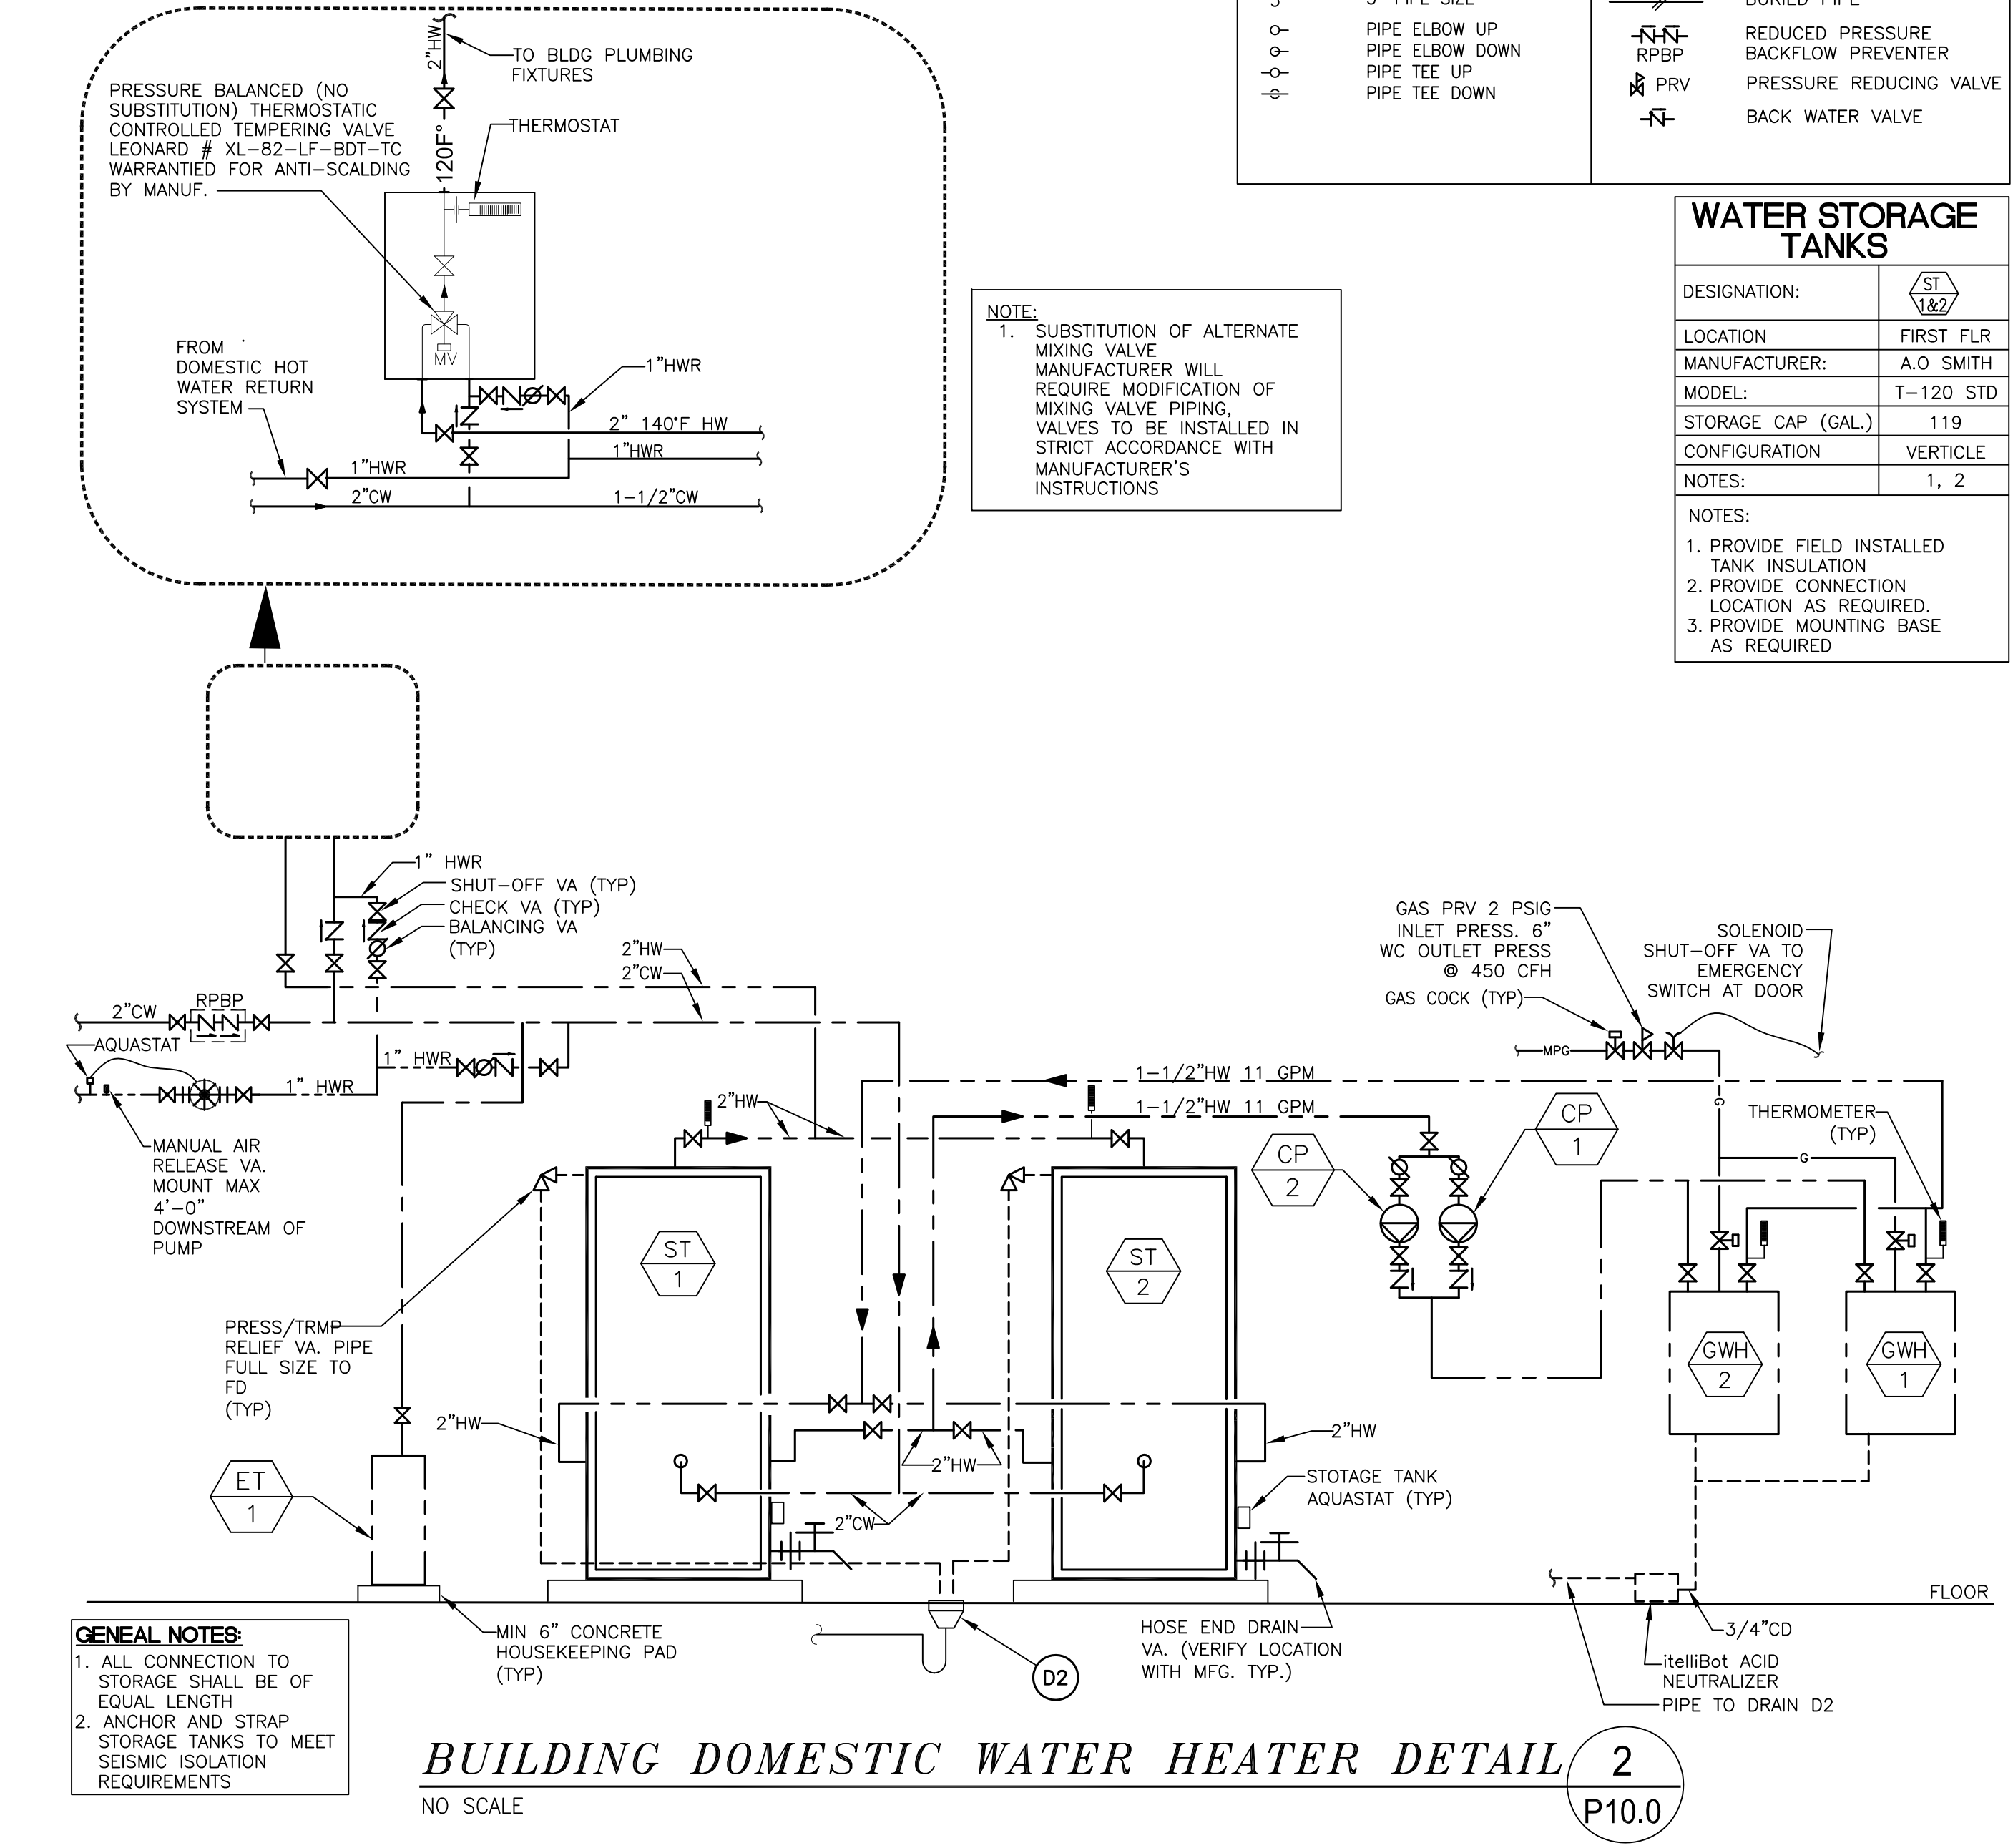 3" PIPE SIZE
PIPE ELBOW UP
PIPE ELBOW DOWN
PIPE TEE UP
PIPE TEE DOWN
BURIED PIPE
REDUCED PRESSURE
RPBP BACKFLOW PREVENTER
PRV PRESSURE REDUCING VALVE
BACK WATER VALVE
2"HW
TO BLDG PLUMBING
FIXTURES
PRESSURE BALANCED (NO
SUBSTITUTION) THERMOSTATIC
CONTROLLED TEMPERING VALVE
LEONARD # XL-82-LF-BDT-TC
WARRANTIED FOR ANTI-SCALDING
BY MANUF.
THERMOSTAT
120F°
MV
FROM
DOMESTIC HOT
WATER RETURN
SYSTEM
1"HWR
2" 140°F HW
1"HWR
1"HWR
2"CW
1-1/2"CW
NOTE:
1. SUBSTITUTION OF ALTERNATE
MIXING VALVE
MANUFACTURER WILL
REQUIRE MODIFICATION OF
MIXING VALVE PIPING,
VALVES TO BE INSTALLED IN
STRICT ACCORDANCE WITH
MANUFACTURER'S
INSTRUCTIONS
WATER STORAGE
TANKS
DESIGNATION: ST
1&2
LOCATION FIRST FLR
MANUFACTURER: A.O SMITH
MODEL: T-120 STD
STORAGE CAP (GAL.) 119
CONFIGURATION VERTICLE
NOTES: 1, 2
NOTES:
1. PROVIDE FIELD INSTALLED
TANK INSULATION
2. PROVIDE CONNECTION
LOCATION AS REQUIRED.
3. PROVIDE MOUNTING BASE
AS REQUIRED
1" HWR
SHUT-OFF VA (TYP)
CHECK VA (TYP)
BALANCING VA
(TYP)
2"HW
2"CW
2"CW
RPBP
AQUASTAT
1" HWR
1" HWR
MANUAL AIR
RELEASE VA.
MOUNT MAX
4'-0"
DOWNSTREAM OF
PUMP
2"HW
1-1/2"HW 11 GPM
1-1/2"HW 11 GPM
GAS PRV 2 PSIG
INLET PRESS. 6"
WC OUTLET PRESS
@ 450 CFH
GAS COCK (TYP)
SOLENOID
SHUT-OFF VA TO
EMERGENCY
SWITCH AT DOOR
MPG
G
G
THERMOMETER
(TYP)
CP
2
CP
1
ST
1
ST
2
GWH
2
GWH
1
PRESS/TRMP
RELIEF VA. PIPE
FULL SIZE TO
FD
(TYP)
2"HW
2"HW
2"HW
2"CW
ET
1
STOTAGE TANK
AQUASTAT (TYP)
FLOOR
MIN 6" CONCRETE
HOUSEKEEPING PAD
(TYP)
D2
HOSE END DRAIN
VA. (VERIFY LOCATION
WITH MFG. TYP.)
3/4"CD
itelliBot ACID
NEUTRALIZER
PIPE TO DRAIN D2
GENEAL NOTES:
1. ALL CONNECTION TO
STORAGE SHALL BE OF
EQUAL LENGTH
2. ANCHOR AND STRAP
STORAGE TANKS TO MEET
SEISMIC ISOLATION
REQUIREMENTS
BUILDING DOMESTIC WATER HEATER DETAIL
NO SCALE
2
P10.0